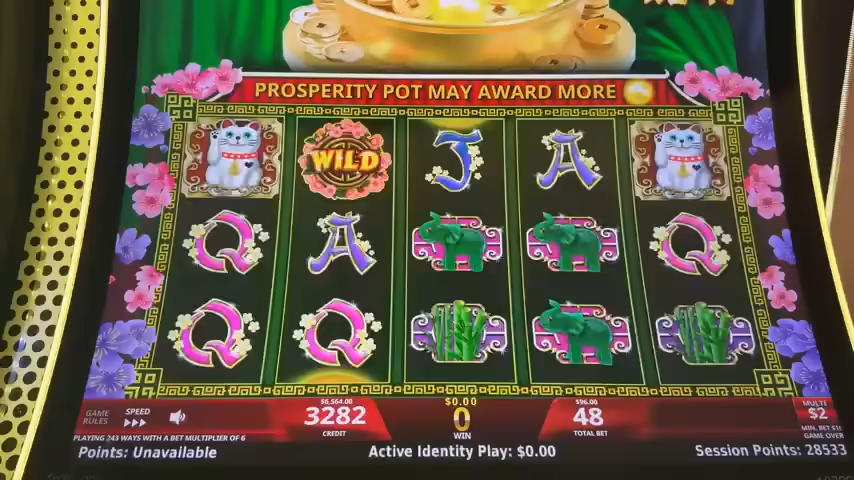 PROSPERITY POT MAY AWARD MORE
WILD
J
A
Q
A
Q
Q
Q
GAME RULES
SPEED
$6,564.00
3282
CREDIT
$0.00
0
WIN
$96.00
48
TOTAL BET
MULTI
$2
PLAYING 243 WAYS WITH A BET MULTIPLIER OF 6
GAME OVER
Points: Unavailable
Active Identity Play: $0.00
Session Points: 28533